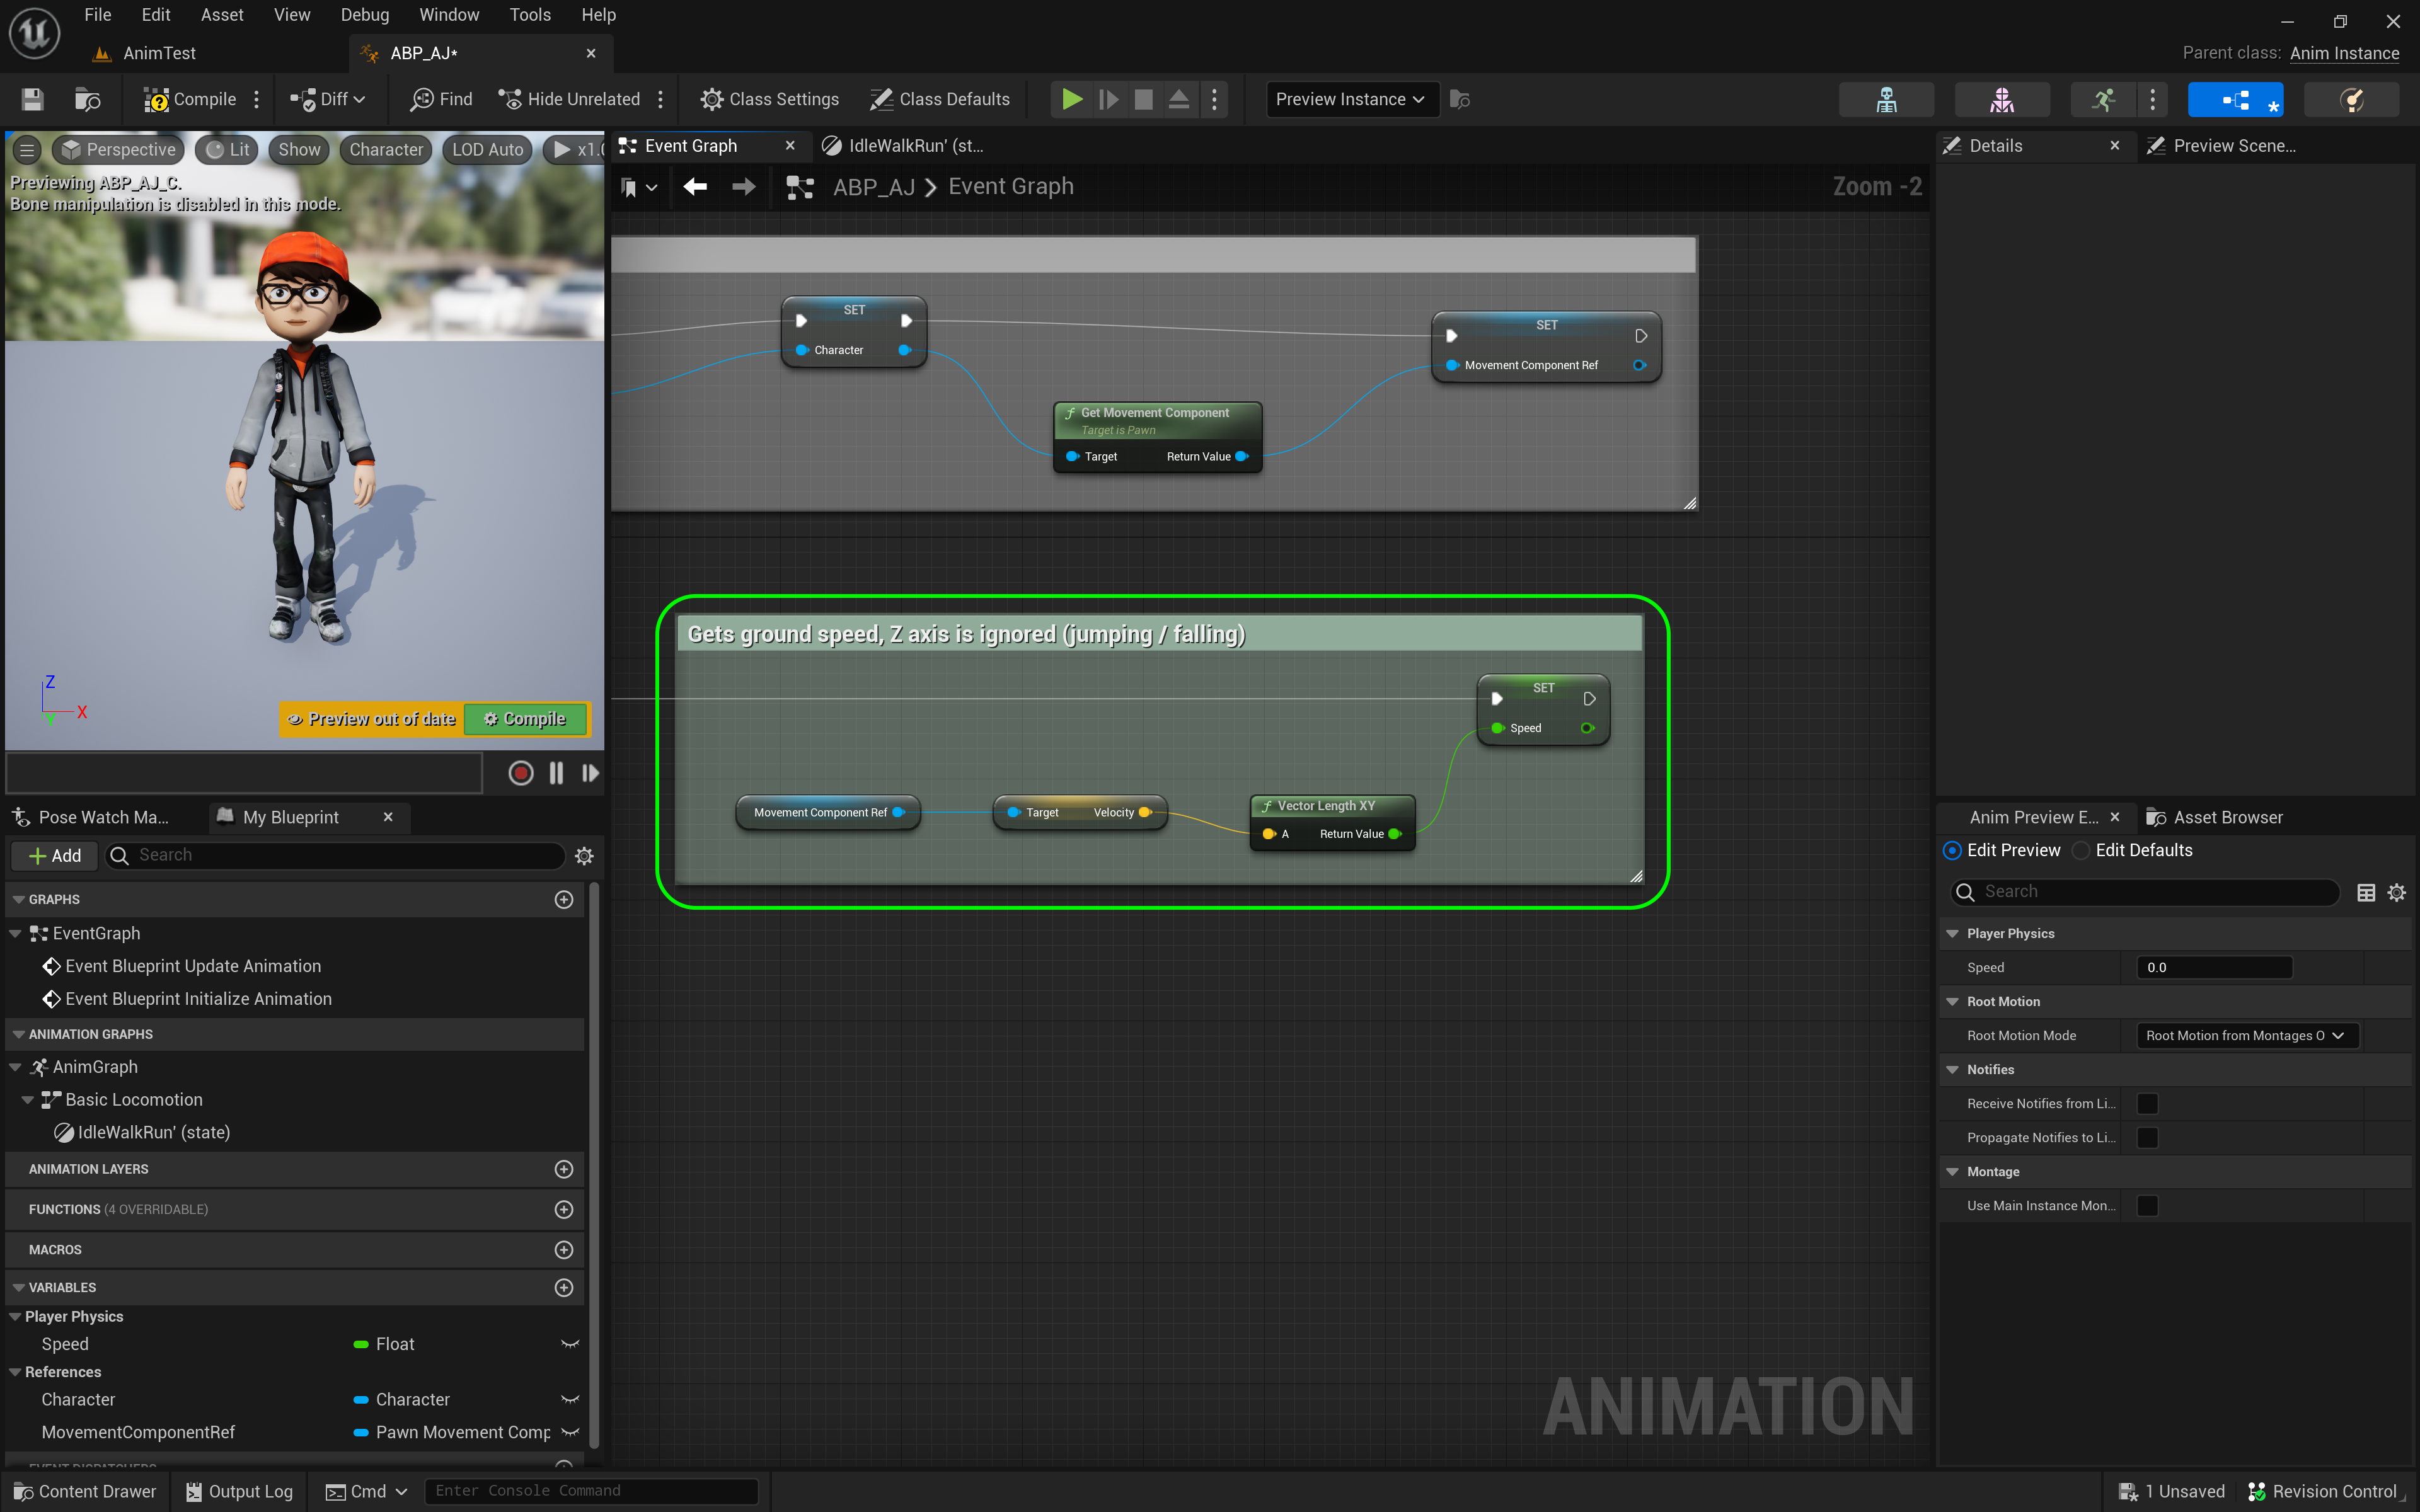 File Edit Asset View Debug Window Tools Help
AnimTest
ABP_AJ*
Parent class: Anim Instance
Compile
Diff
Find
Hide Unrelated
Class Settings
Class Defaults
Preview Instance
Perspective
Lit
Show
Character
LOD Auto
x1.0
Previewing ABP_AJ_C.
Bone manipulation is disabled in this mode.
Z
X
Y
Preview out of date
Compile
Event Graph
IdleWalkRun' (st...
ABP_AJ > Event Graph
Zoom -2
SET
Character
SET
Movement Component Ref
Get Movement Component
Target is Pawn
Target
Return Value
Gets ground speed, Z axis is ignored (jumping / falling)
SET
Speed
Movement Component Ref
Target
Velocity
Vector Length XY
A
Return Value
ANIMATION
Pose Watch Ma...
My Blueprint
Add
Search
GRAPHS
EventGraph
Event Blueprint Update Animation
Event Blueprint Initialize Animation
ANIMATION GRAPHS
AnimGraph
Basic Locomotion
IdleWalkRun' (state)
ANIMATION LAYERS
FUNCTIONS (4 OVERRIDABLE)
MACROS
VARIABLES
Player Physics
Speed Float
References
Character Character
MovementComponentRef Pawn Movement Comp
EVENT DISPATCHERS
Details
Preview Scene...
Anim Preview E...
Asset Browser
Edit Preview
Edit Defaults
Search
Player Physics
Speed 0.0
Root Motion
Root Motion Mode Root Motion from Montages O
Notifies
Receive Notifies from Li...
Propagate Notifies to Li...
Montage
Use Main Instance Mon...
Content Drawer
Output Log
Cmd
Enter Console Command
1 Unsaved
Revision Control